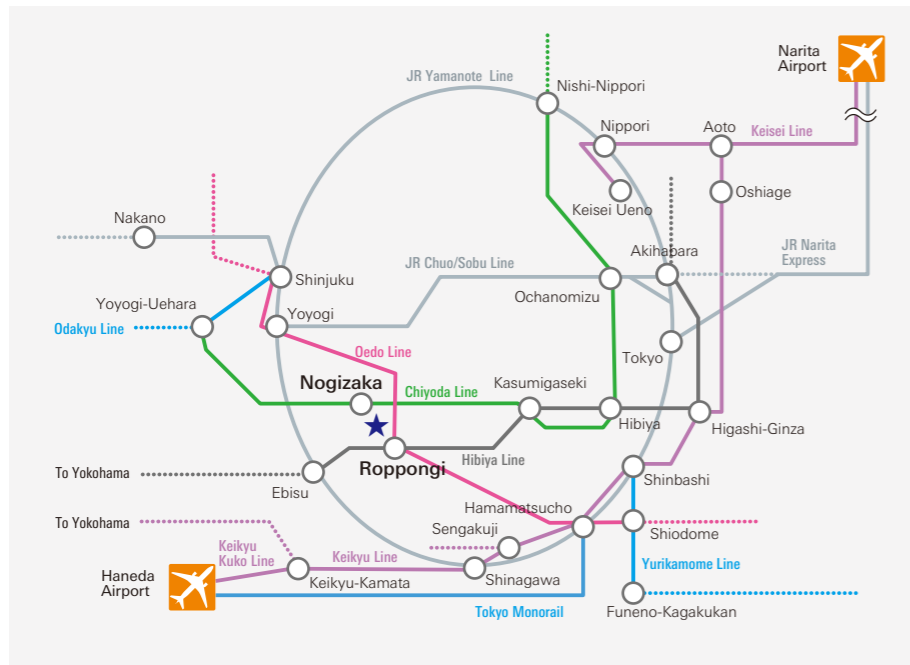 Narita
Airport
JR Yamanote Line
Nishi-Nippori
Nippori
Aoto
Keisei Line
Keisei Ueno
Oshiage
Nakano
Akihabara
JR Narita
Express
Shinjuku
JR Chuo/Sobu Line
Ochanomizu
Yoyogi-Uehara
Yoyogi
Odakyu Line
Oedo Line
Tokyo
Nogizaka
Chiyoda Line
Kasumigaseki
Hibiya
Higashi-Ginza
Hibiya Line
Roppongi
To Yokohama
Ebisu
Shinbashi
Hamamatsucho
To Yokohama
Sengakuji
Shiodome
Keikyu
Kuko Line
Keikyu Line
Yurikamome Line
Haneda
Airport
Keikyu-Kamata
Shinagawa
Tokyo Monorail
Funeno-Kagakukan